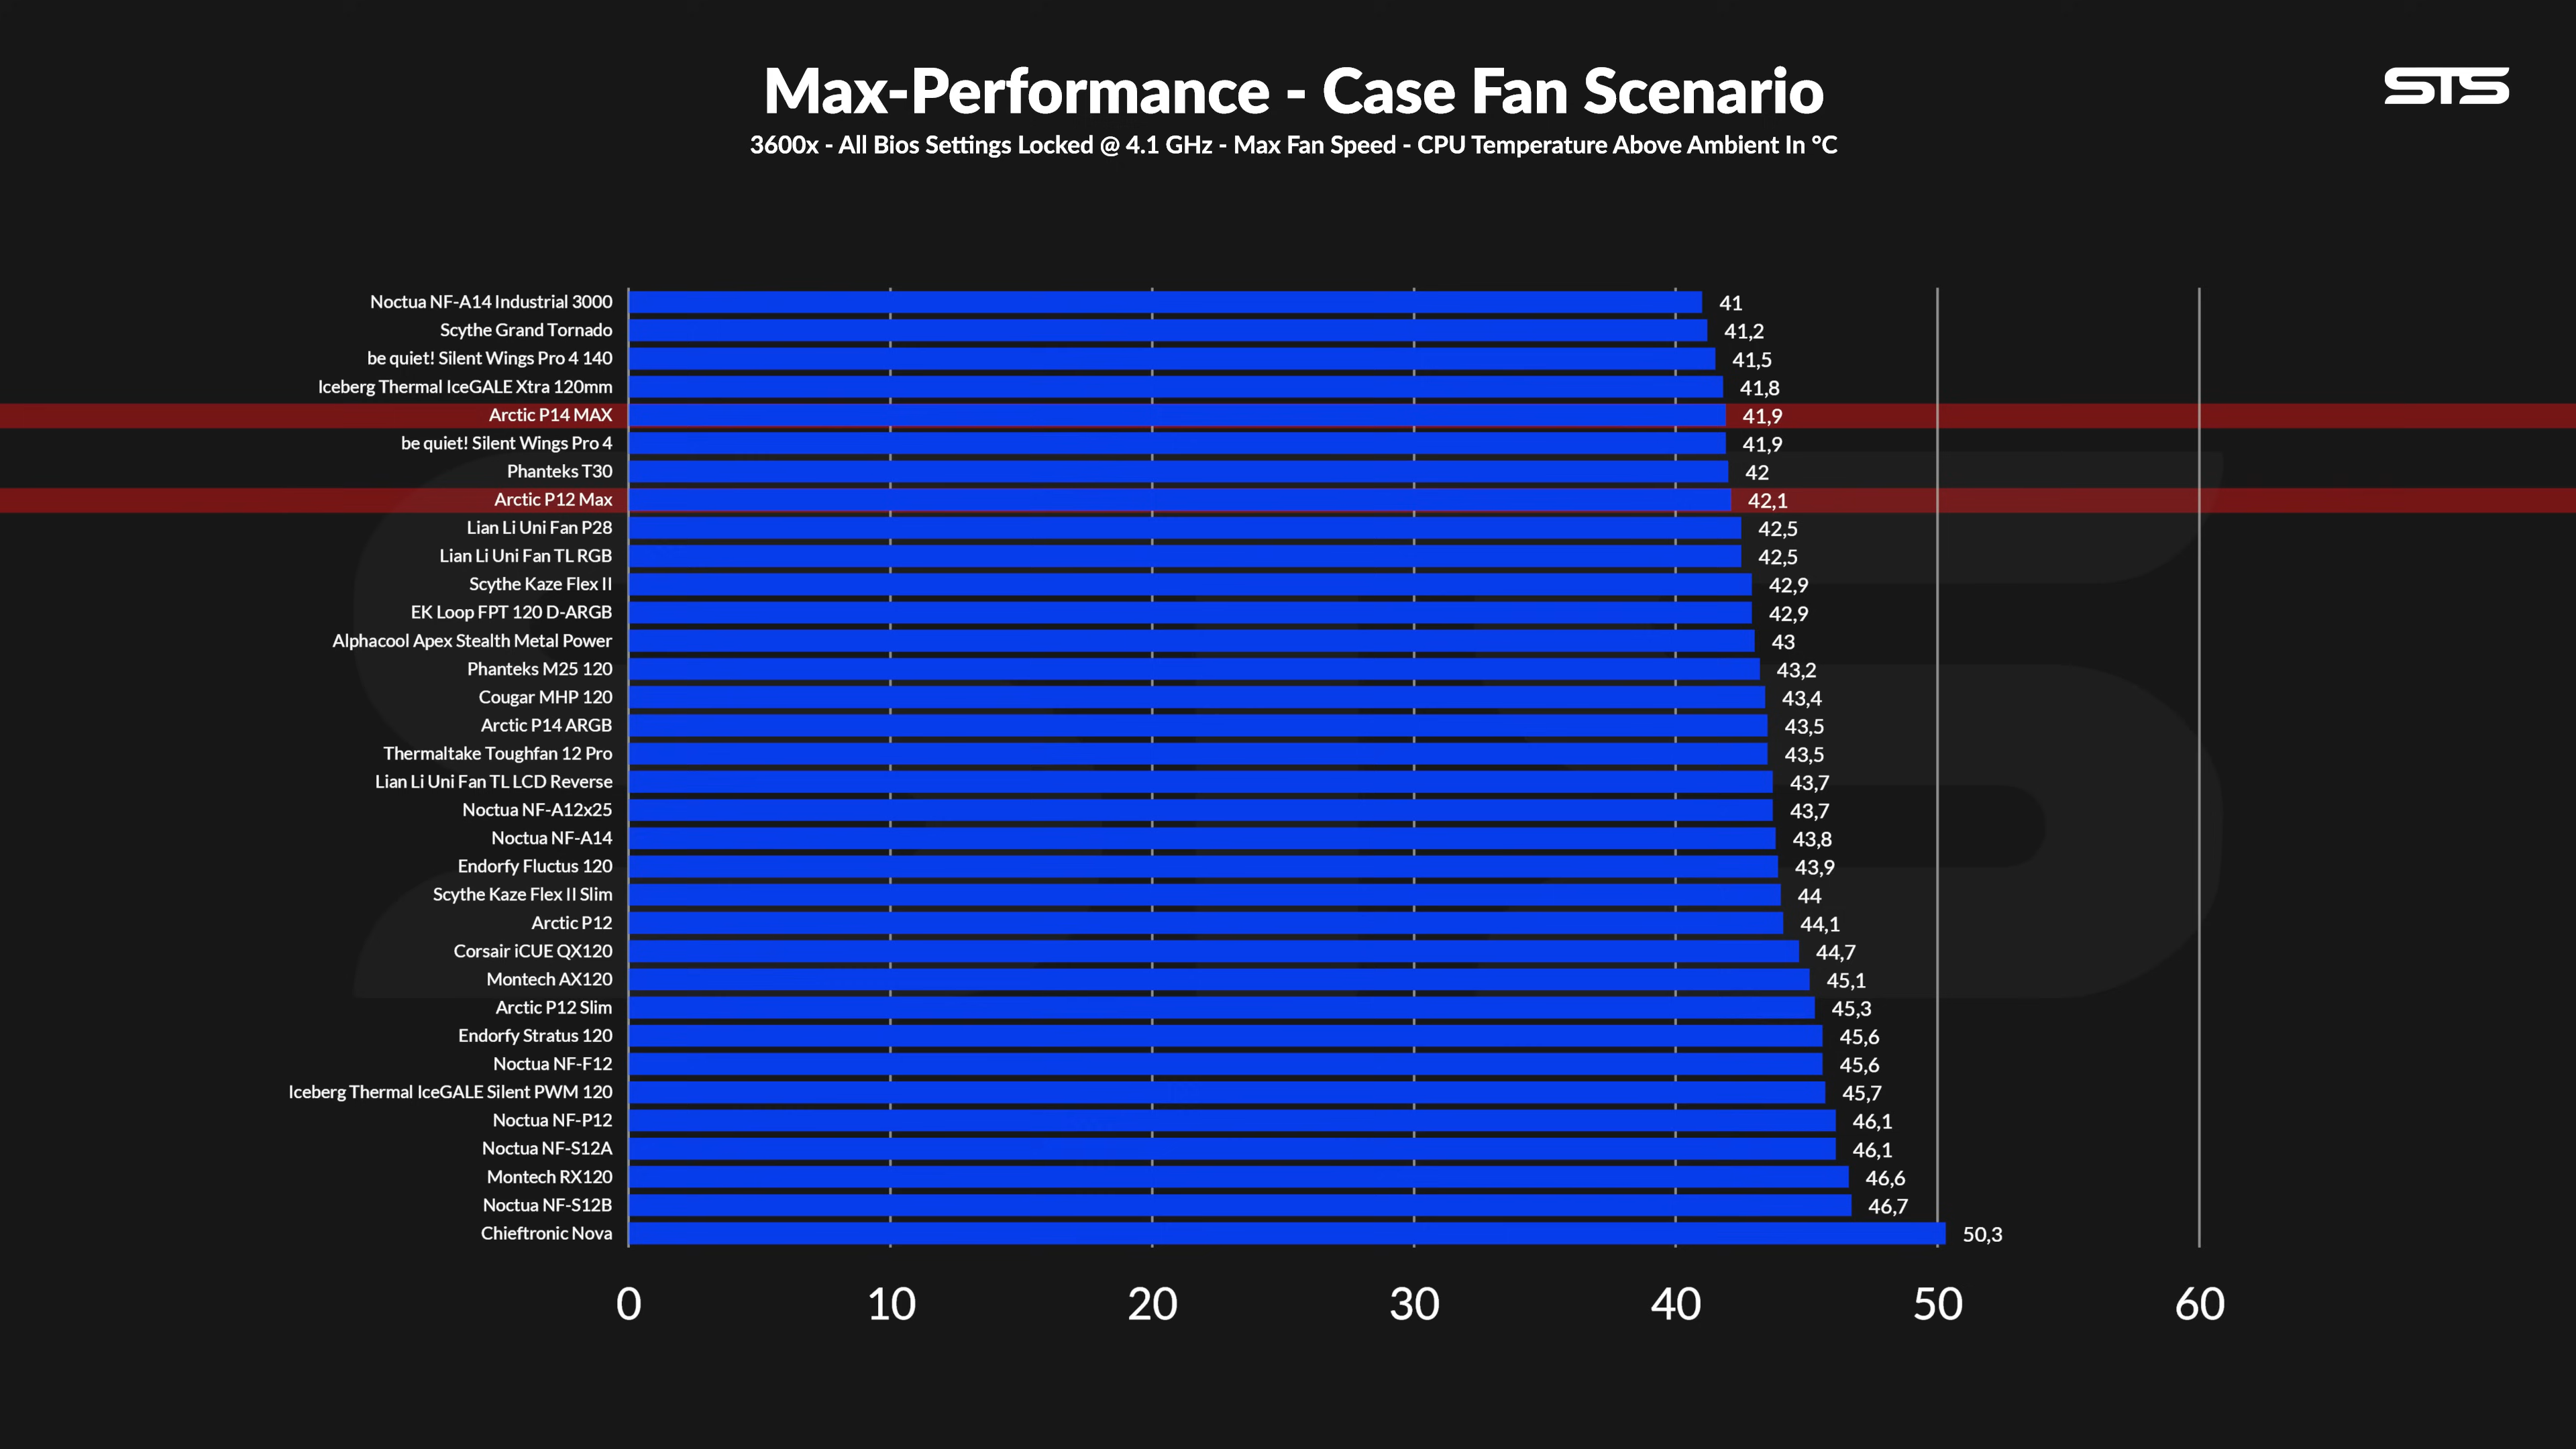 Max-Performance - Case Fan Scenario
STS
3600x - All Bios Settings Locked @ 4.1 GHz - Max Fan Speed - CPU Temperature Above Ambient In °C
Noctua NF-A14 Industrial 3000 41
Scythe Grand Tornado 41,2
be quiet! Silent Wings Pro 4 140 41,5
Iceberg Thermal IceGALE Xtra 120mm 41,8
Arctic P14 MAX 41,9
be quiet! Silent Wings Pro 4 41,9
Phanteks T30 42
Arctic P12 Max 42,1
Lian Li Uni Fan P28 42,5
Lian Li Uni Fan TL RGB 42,5
Scythe Kaze Flex II 42,9
EK Loop FPT 120 D-ARGB 42,9
Alphacool Apex Stealth Metal Power 43
Phanteks M25 120 43,2
Cougar MHP 120 43,4
Arctic P14 ARGB 43,5
Thermaltake Toughfan 12 Pro 43,5
Lian Li Uni Fan TL LCD Reverse 43,7
Noctua NF-A12x25 43,7
Noctua NF-A14 43,8
Endorfy Fluctus 120 43,9
Scythe Kaze Flex II Slim 44
Arctic P12 44,1
Corsair iCUE QX120 44,7
Montech AX120 45,1
Arctic P12 Slim 45,3
Endorfy Stratus 120 45,6
Noctua NF-F12 45,6
Iceberg Thermal IceGALE Silent PWM 120 45,7
Noctua NF-P12 46,1
Noctua NF-S12A 46,1
Montech RX120 46,6
Noctua NF-S12B 46,7
Chieftronic Nova 50,3
0 10 20 30 40 50 60